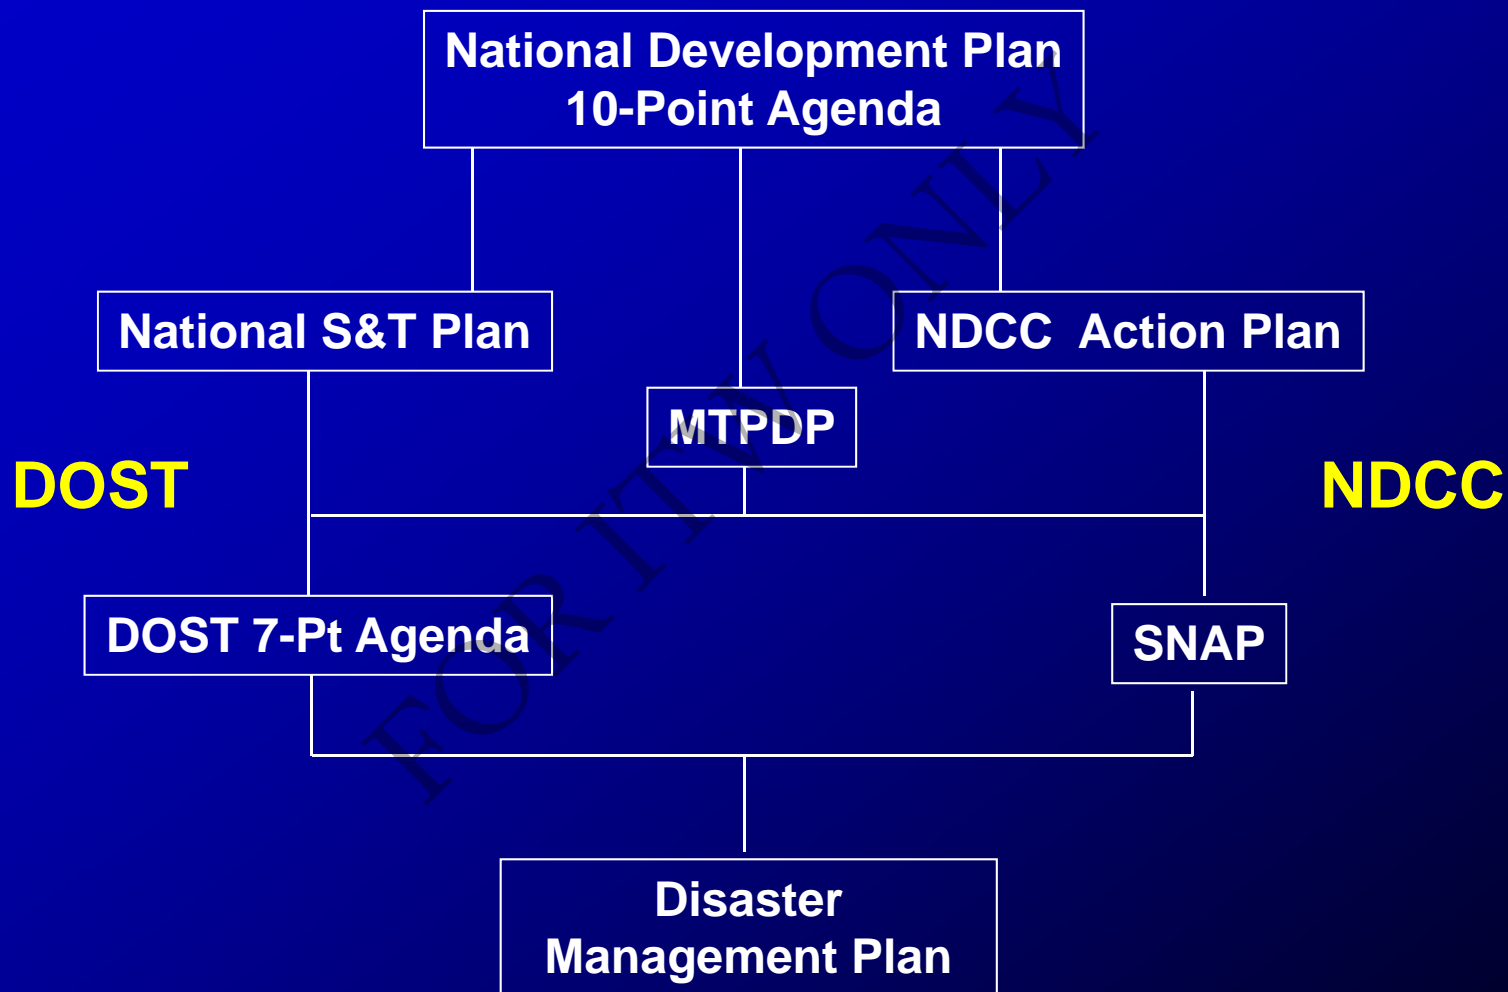 National Development Plan
10-Point Agenda
National S&T Plan
NDCC Action Plan
MTPDP
DOST
NDCC
DOST 7-Pt Agenda
SNAP
Disaster
Management Plan
FOR ITW ONLY